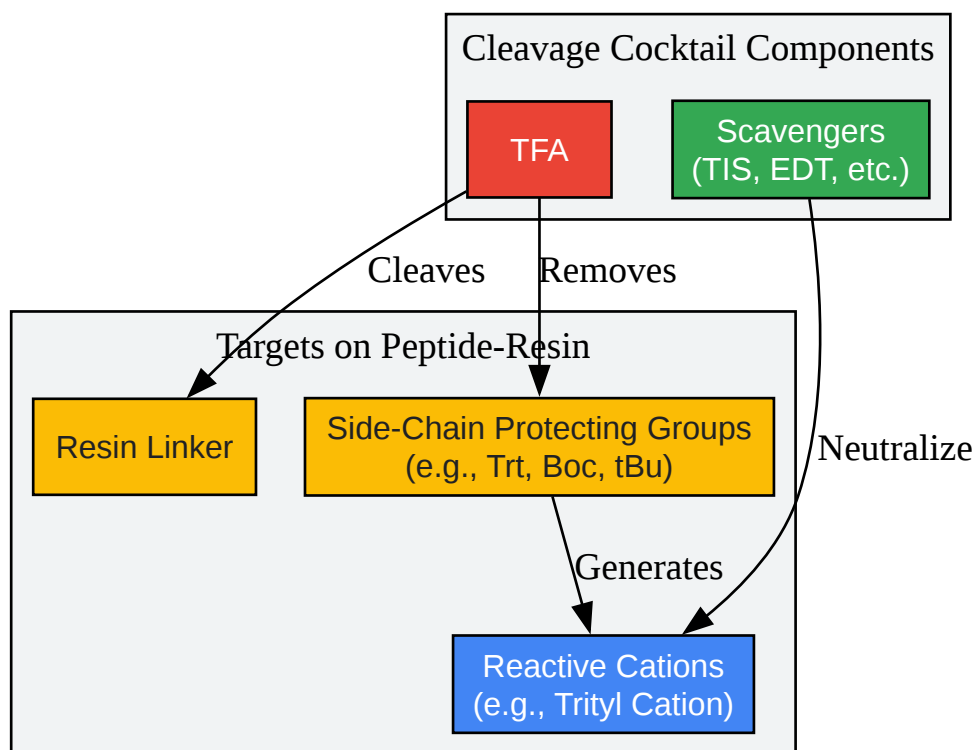 Cleavage Cocktail Components
TFA
Scavengers
(TIS, EDT, etc.)
Cleaves
Removes
Targets on Peptide-Resin
Resin Linker
Side-Chain Protecting Groups
(e.g., Trt, Boc, tBu)
Neutralize
Generates
Reactive Cations
(e.g., Trityl Cation)